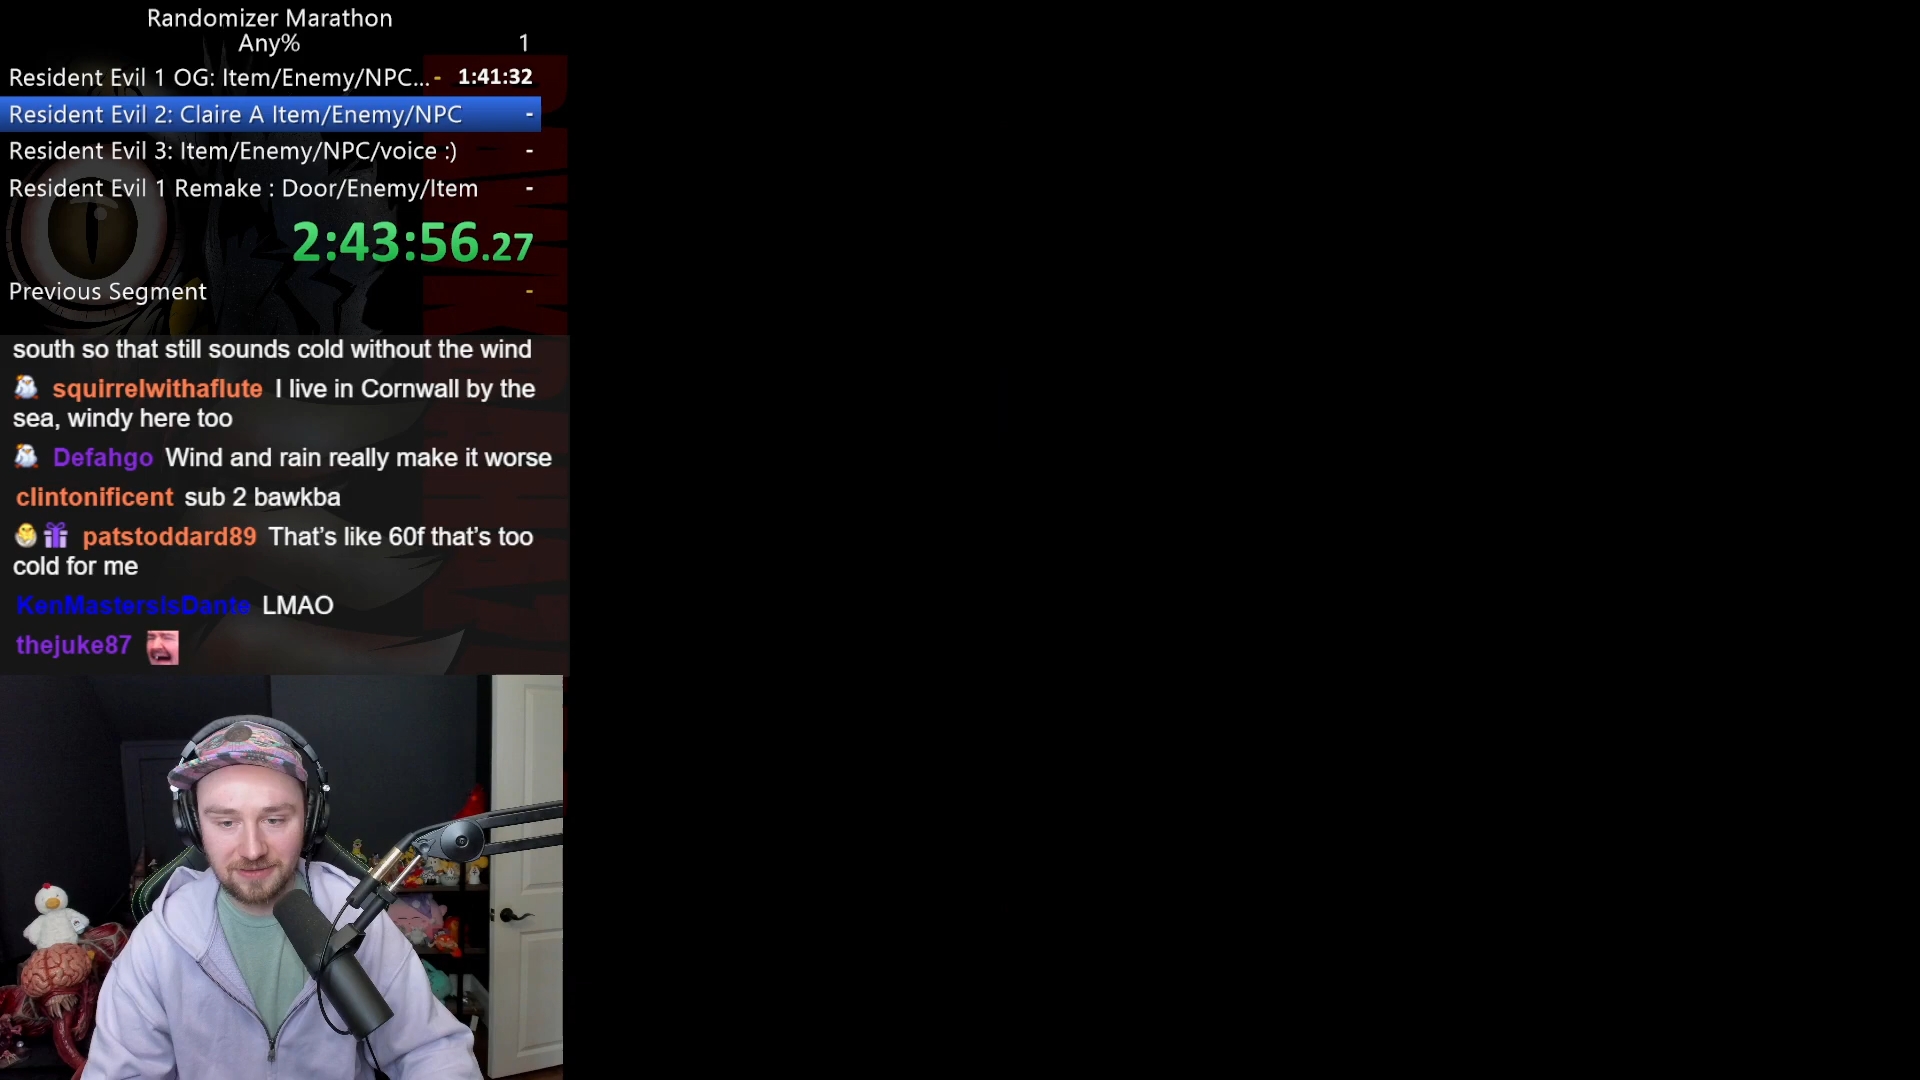 Randomizer Marathon
Any% 1
Resident Evil 1 OG: Item/Enemy/NPC... - 1:41:32
Resident Evil 2: Claire A Item/Enemy/NPC -
Resident Evil 3: Item/Enemy/NPC/voice :) -
Resident Evil 1 Remake : Door/Enemy/Item -
2:43:56.27
Previous Segment -
south so that still sounds cold without the wind
squirrelwithaflute I live in Cornwall by the
sea, windy here too
Defahgo Wind and rain really make it worse
clintonificent sub 2 bawkba
patstoddard89 That's like 60f that's too
cold for me
KenMastersIsDante LMAO
thejuke87